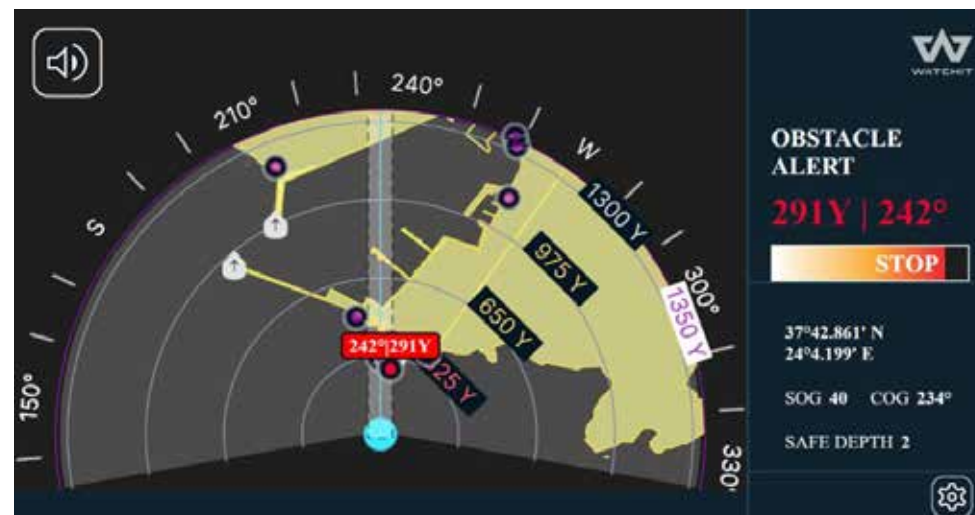 240°
210°
W
S
1300 Y
975 Y
300°
1350 Y
650 Y
242°|291Y
325 Y
150°
330°
WATCHIT
OBSTACLE
ALERT
291Y | 242°
STOP
37°42.861' N
24°4.199' E
SOG 40 COG 234°
SAFE DEPTH 2